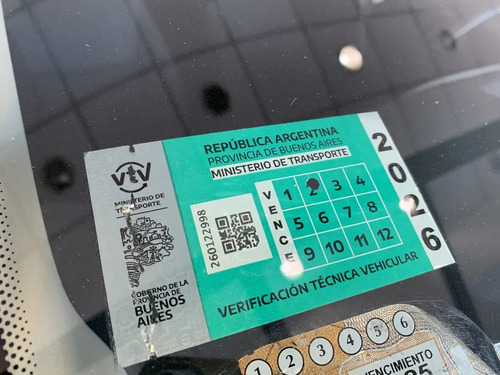 REPÚBLICA ARGENTINA
PROVINCIA DE BUENOS AIRES
MINISTERIO DE TRANSPORTE
vtv
MINISTERIO DE
TRANSPORTE
GOBIERNO DE LA
PROVINCIA DE
BUENOS
AIRES
260122998
VENCE
1 2 3 4
5 6 7 8
9 10 11 12
2026
VERIFICACIÓN TÉCNICA VEHICULAR
1 2 3 4 5 6
VENCIMIENTO